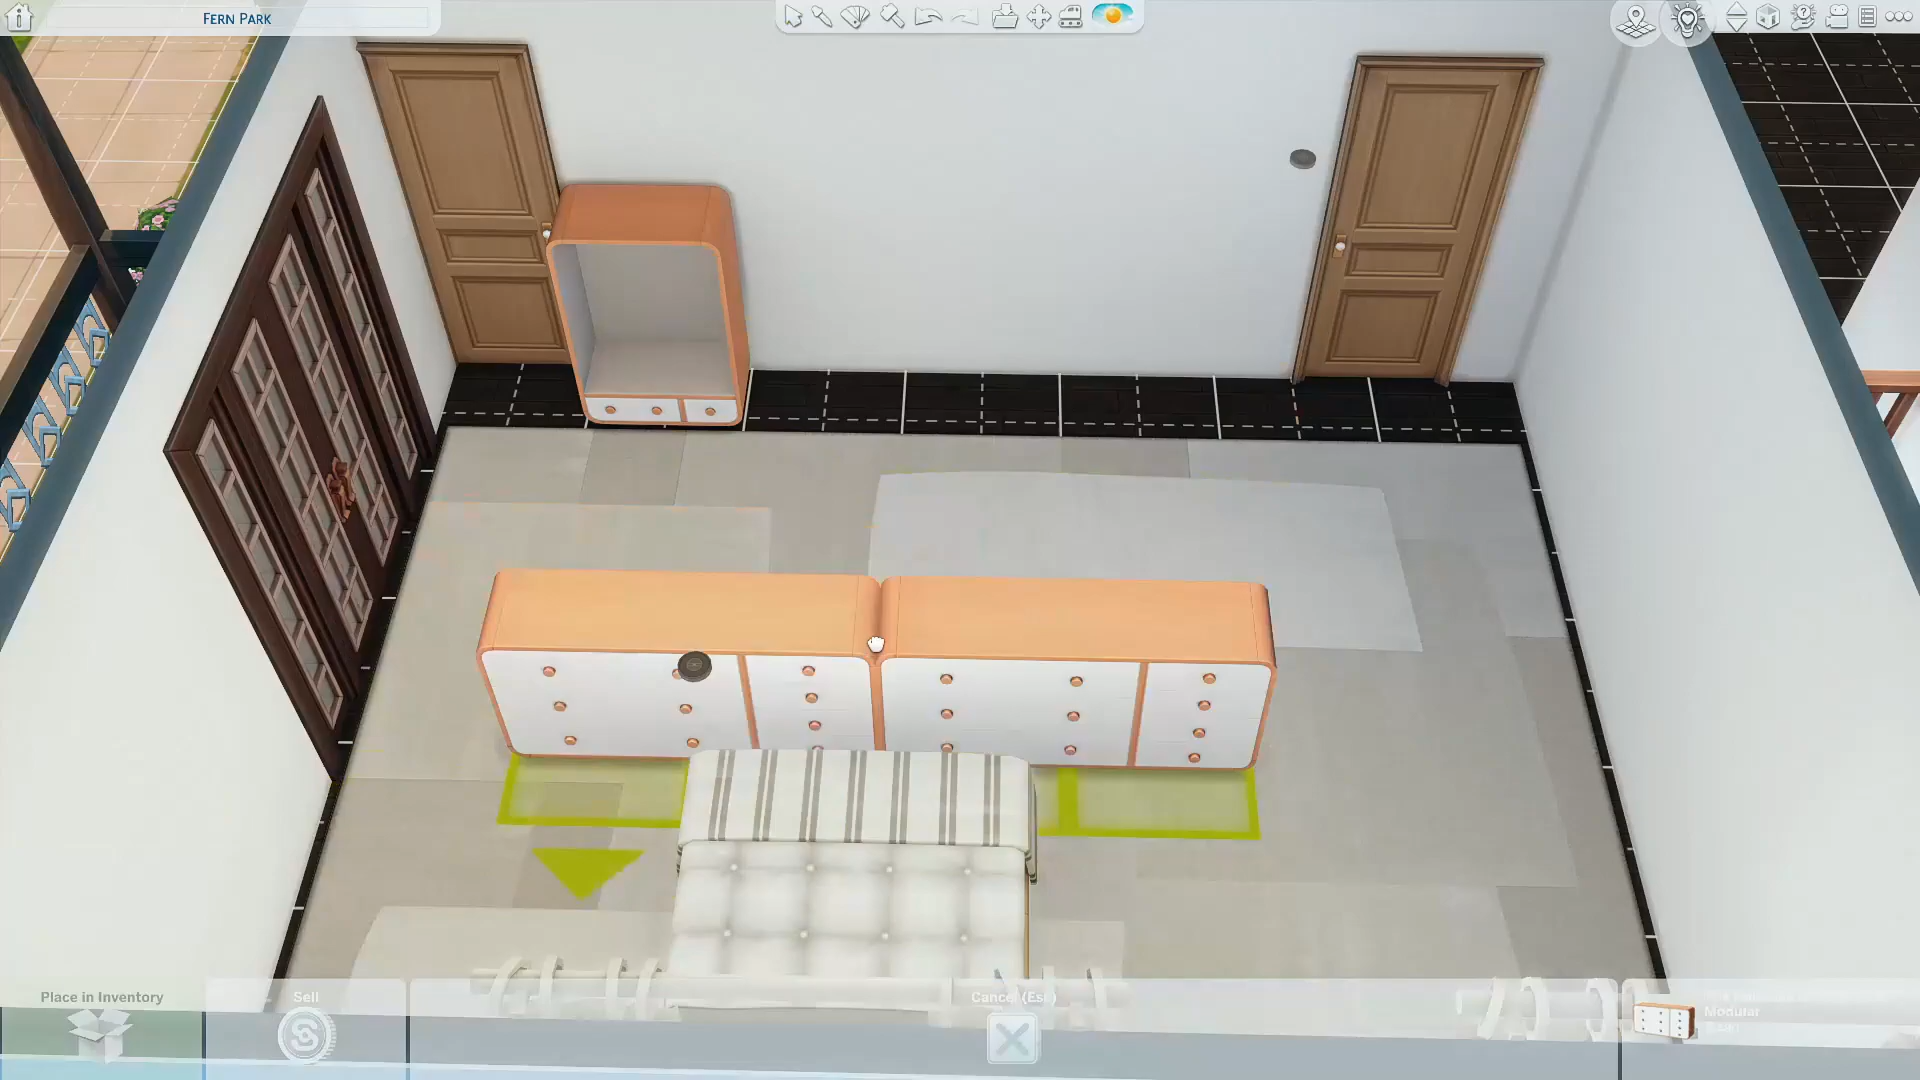 FERN PARK
Place in Inventory
Sell
Cancel (Esc)
Modular